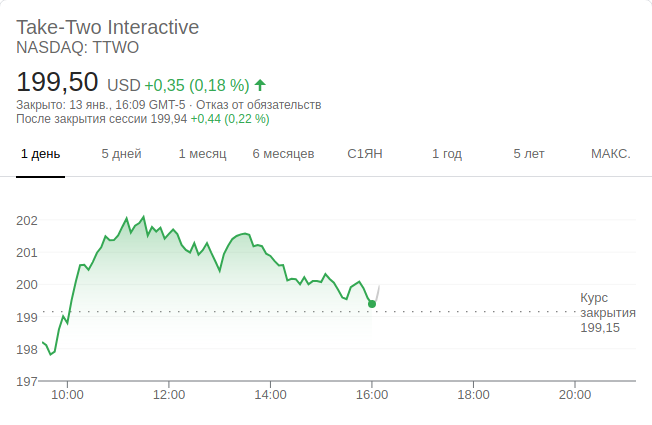 Take-Two Interactive
NASDAQ: TTWO
199,50 USD +0,35 (0,18 %)
Закрыто: 13 янв., 16:09 GMT-5 · Отказ от обязательств
После закрытия сессии 199,94 +0,44 (0,22 %)
1 день 5 дней 1 месяц 6 месяцев С1ЯН 1 год 5 лет МАКС.
202
201
200
199
198
197
Курс
закрытия
199,15
10:00 12:00 14:00 16:00 18:00 20:00